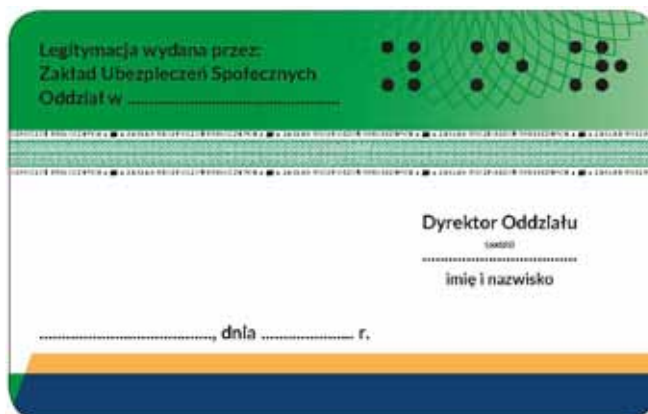 Legitymacja wydana przez:
Zakład Ubezpieczeń Społecznych
Oddział w ........................................
Dyrektor Oddziału
........................................
imię i nazwisko
........................................, dnia ...................... r.